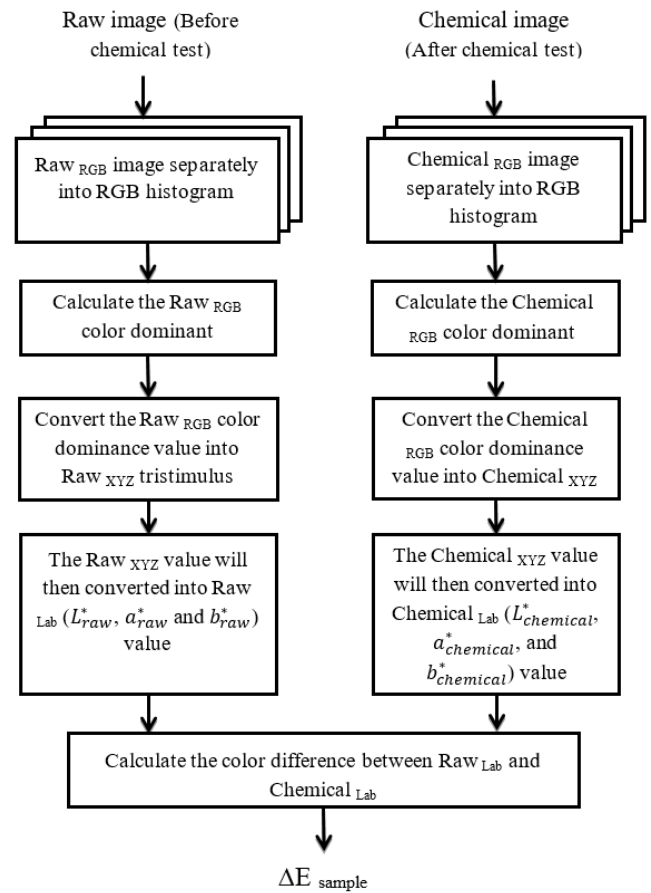 Raw image (Before
chemical test)
Raw RGB image separately
into RGB histogram
Calculate the Raw RGB
color dominant
Convert the Raw RGB color
dominance value into
Raw XYZ tristimulus
The Raw XYZ value will
then converted into Raw
Lab (L*raw, a*raw and b*raw)
value
Chemical image
(After chemical test)
Chemical RGB image
separately into RGB
histogram
Calculate the Chemical
RGB color dominant
Convert the Chemical
RGB color dominance
value into Chemical XYZ
The Chemical XYZ value
will then converted into
Chemical Lab (L*chemical,
a*chemical, and
b*chemical) value
Calculate the color difference between Raw Lab and
Chemical Lab
ΔE sample